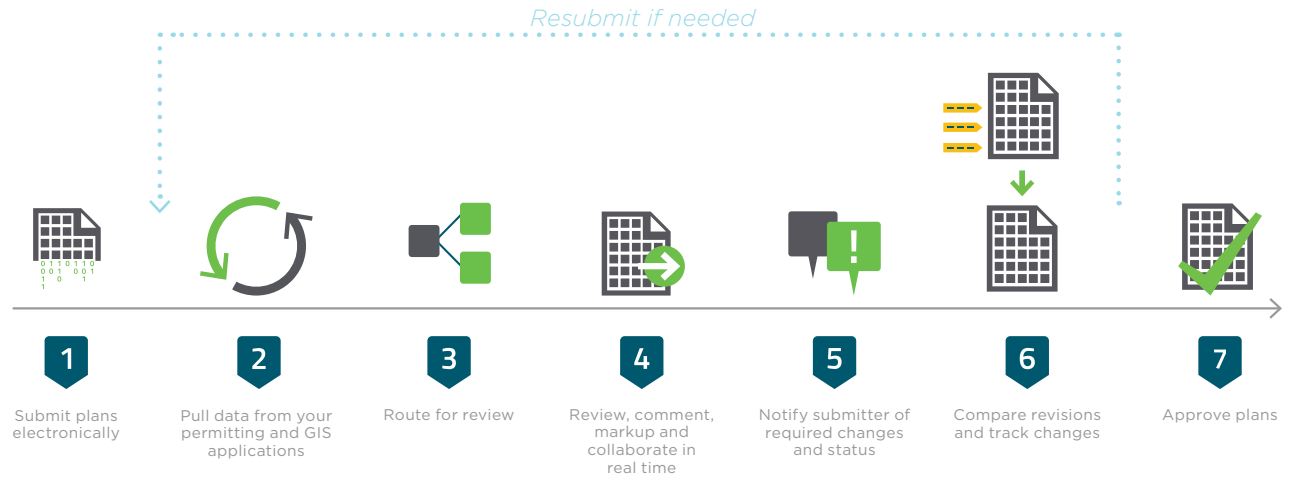 Resubmit if needed
0 1 1 1 0 1 1 0
0 1 1 0 0 1 1
1 0 1
1
1
2
3
4
5
6
7
Submit plans
electronically
Pull data from your
permitting and GIS
applications
Route for review
Review, comment,
markup and
collaborate in
real time
Notify submitter of
required changes
and status
Compare revisions
and track changes
Approve plans